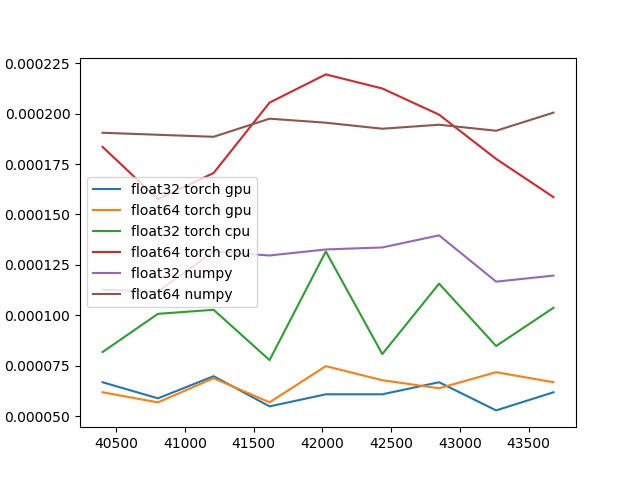 0.000225
0.000200
0.000175
0.000150
0.000125
0.000100
0.000075
0.000050
float32 torch gpu
float64 torch gpu
float32 torch cpu
float64 torch cpu
float32 numpy
float64 numpy
40500 41000 41500 42000 42500 43000 43500